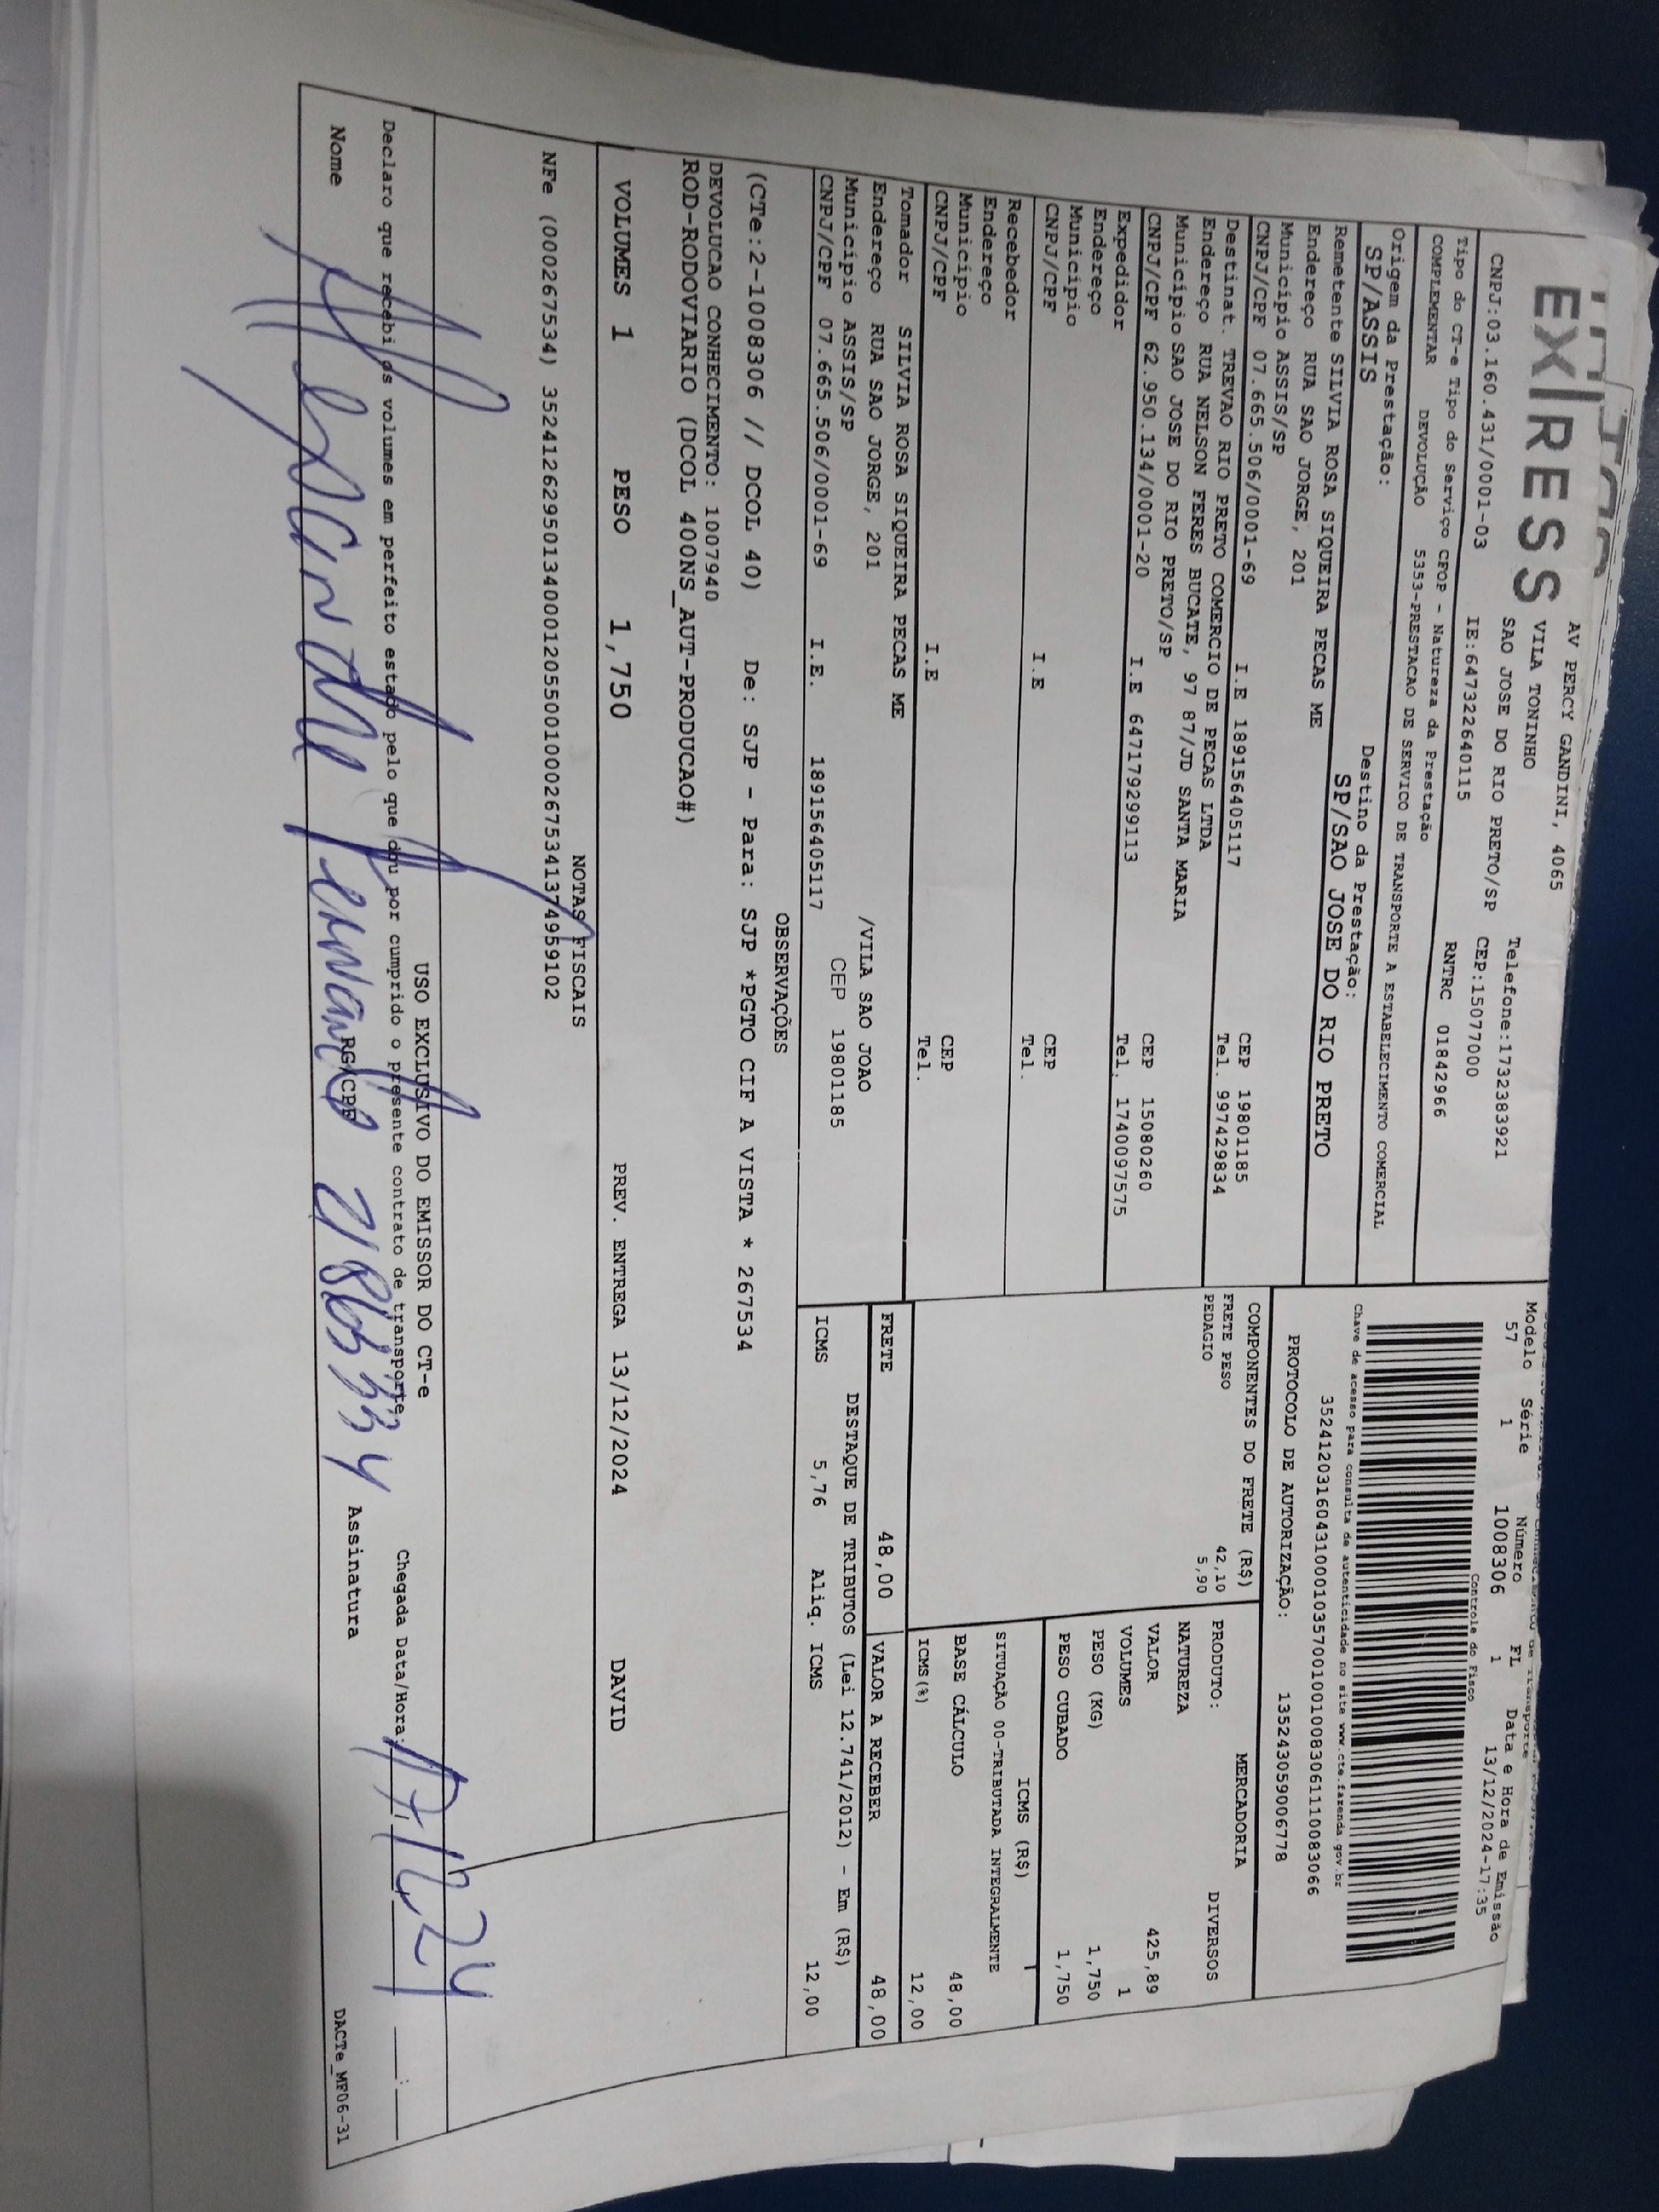 EXPRESS
AV PERCY GANDINI, 4065
VILA TONINHO
SAO JOSE DO RIO PRETO/SP
Telefone:1732383921
CEP:15077000
CNPJ:03.160.431/0001-03
IE:647322640115
RNTRC 01842966
Tipo do CT-e Tipo do Serviço CFOP - Natureza da Prestação
COMPLEMENTAR DEVOLUÇÃO 5353-PRESTACAO DE SERVICO DE TRANSPORTE A ESTABELECIMENTO COMERCIAL
Origem da Prestação: Destino da Prestação:
SP/ASSIS SP/SAO JOSE DO RIO PRETO
Modelo Série Número FL Data e Hora de Emissão
57 1 1008306 1 13/12/2024-17:35
Controle do Fisco
Chave de acesso para consulta de autenticidade no site www.cte.fazenda.gov.br
35241203160431000103570010010083061110083066
PROTOCOLO DE AUTORIZAÇÃO: 135243059006778
Remetente SILVIA ROSA SIQUEIRA PECAS ME
Endereço RUA SAO JORGE, 201
Município ASSIS/SP CEP 19801185
CNPJ/CPF 07.665.506/0001-69 I.E 189156405117 Tel. 997429834
Destinat. TREVAO RIO PRETO COMERCIO DE PECAS LTDA
Endereço RUA NELSON FERES BUCATE, 97 87/JD SANTA MARIA
Município SAO JOSE DO RIO PRETO/SP CEP 15080260
CNPJ/CPF 62.950.134/0001-20 I.E 647179299113 Tel. 1740097575
Expedidor
Endereço
Município CEP
CNPJ/CPF I.E Tel.
Recebedor
Endereço
Município CEP
CNPJ/CPF I.E Tel.
Tomador SILVIA ROSA SIQUEIRA PECAS ME
Endereço RUA SAO JORGE, 201 /VILA SAO JOAO
Município ASSIS/SP CEP 19801185
CNPJ/CPF 07.665.506/0001-69 I.E. 189156405117
COMPONENTES DO FRETE (R$)
FRETE PESO 42,10
PEDAGIO 5,90
MERCADORIA
PRODUTO: DIVERSOS
NATUREZA
VALOR 425,89
VOLUMES 1
PESO (KG) 1,750
PESO CUBADO 1,750
ICMS (R$)
SITUAÇÃO 00-TRIBUTADA INTEGRALMENTE
BASE CÁLCULO 48,00
ICMS(%) 12,00
FRETE 48,00 VALOR A RECEBER 48,00
DESTAQUE DE TRIBUTOS (Lei 12.741/2012) - Em (R$)
ICMS 5,76 Aliq. ICMS 12,00
OBSERVAÇÕES
(CTe:2-1008306 // DCOL 40) De: SJP - Para: SJP *PGTO CIF A VISTA * 267534
DEVOLUCAO CONHECIMENTO: 1007940
ROD-RODOVIARIO (DCOL 400NS_AUT-PRODUCAO#)
VOLUMES 1 PESO 1,750 PREV. ENTREGA 13/12/2024 DAVID
NOTAS FISCAIS
NFe (000267534) 35241262950134000120550010002675341374959102
USO EXCLUSIVO DO EMISSOR DO CT-e
Declaro que recebi os volumes em perfeito estado pelo que dou por cumprido o presente contrato de transporte.
Chegada Data/Hora:
Nome RG/CPF Assinatura
DACTe_MF06-31